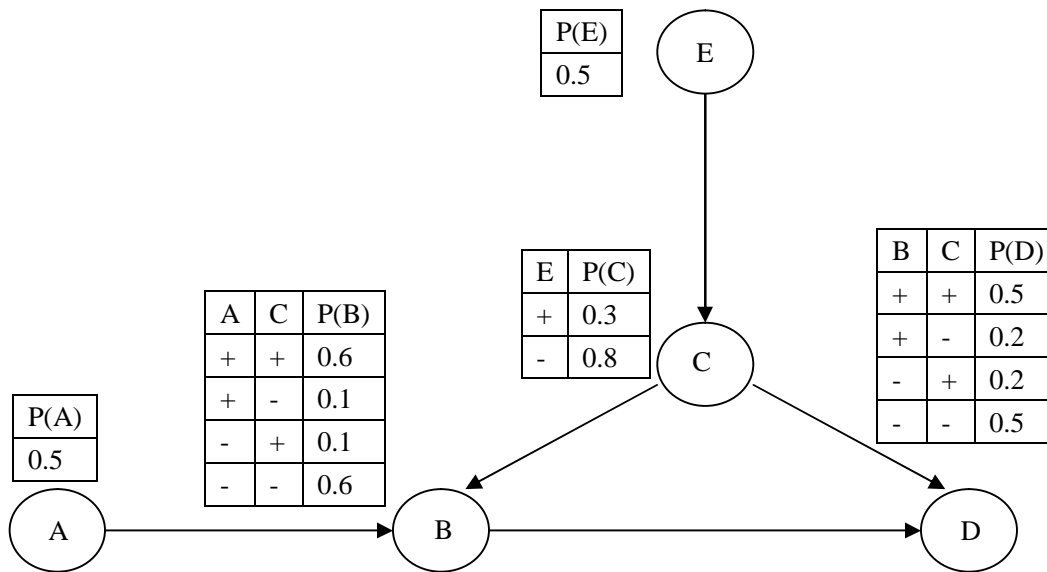 P(E)
0.5
E
E P(C)
+ 0.3
- 0.8
C
B C P(D)
+ + 0.5
+ - 0.2
- + 0.2
- - 0.5
A C P(B)
+ + 0.6
+ - 0.1
- + 0.1
- - 0.6
P(A)
0.5
A
B
D